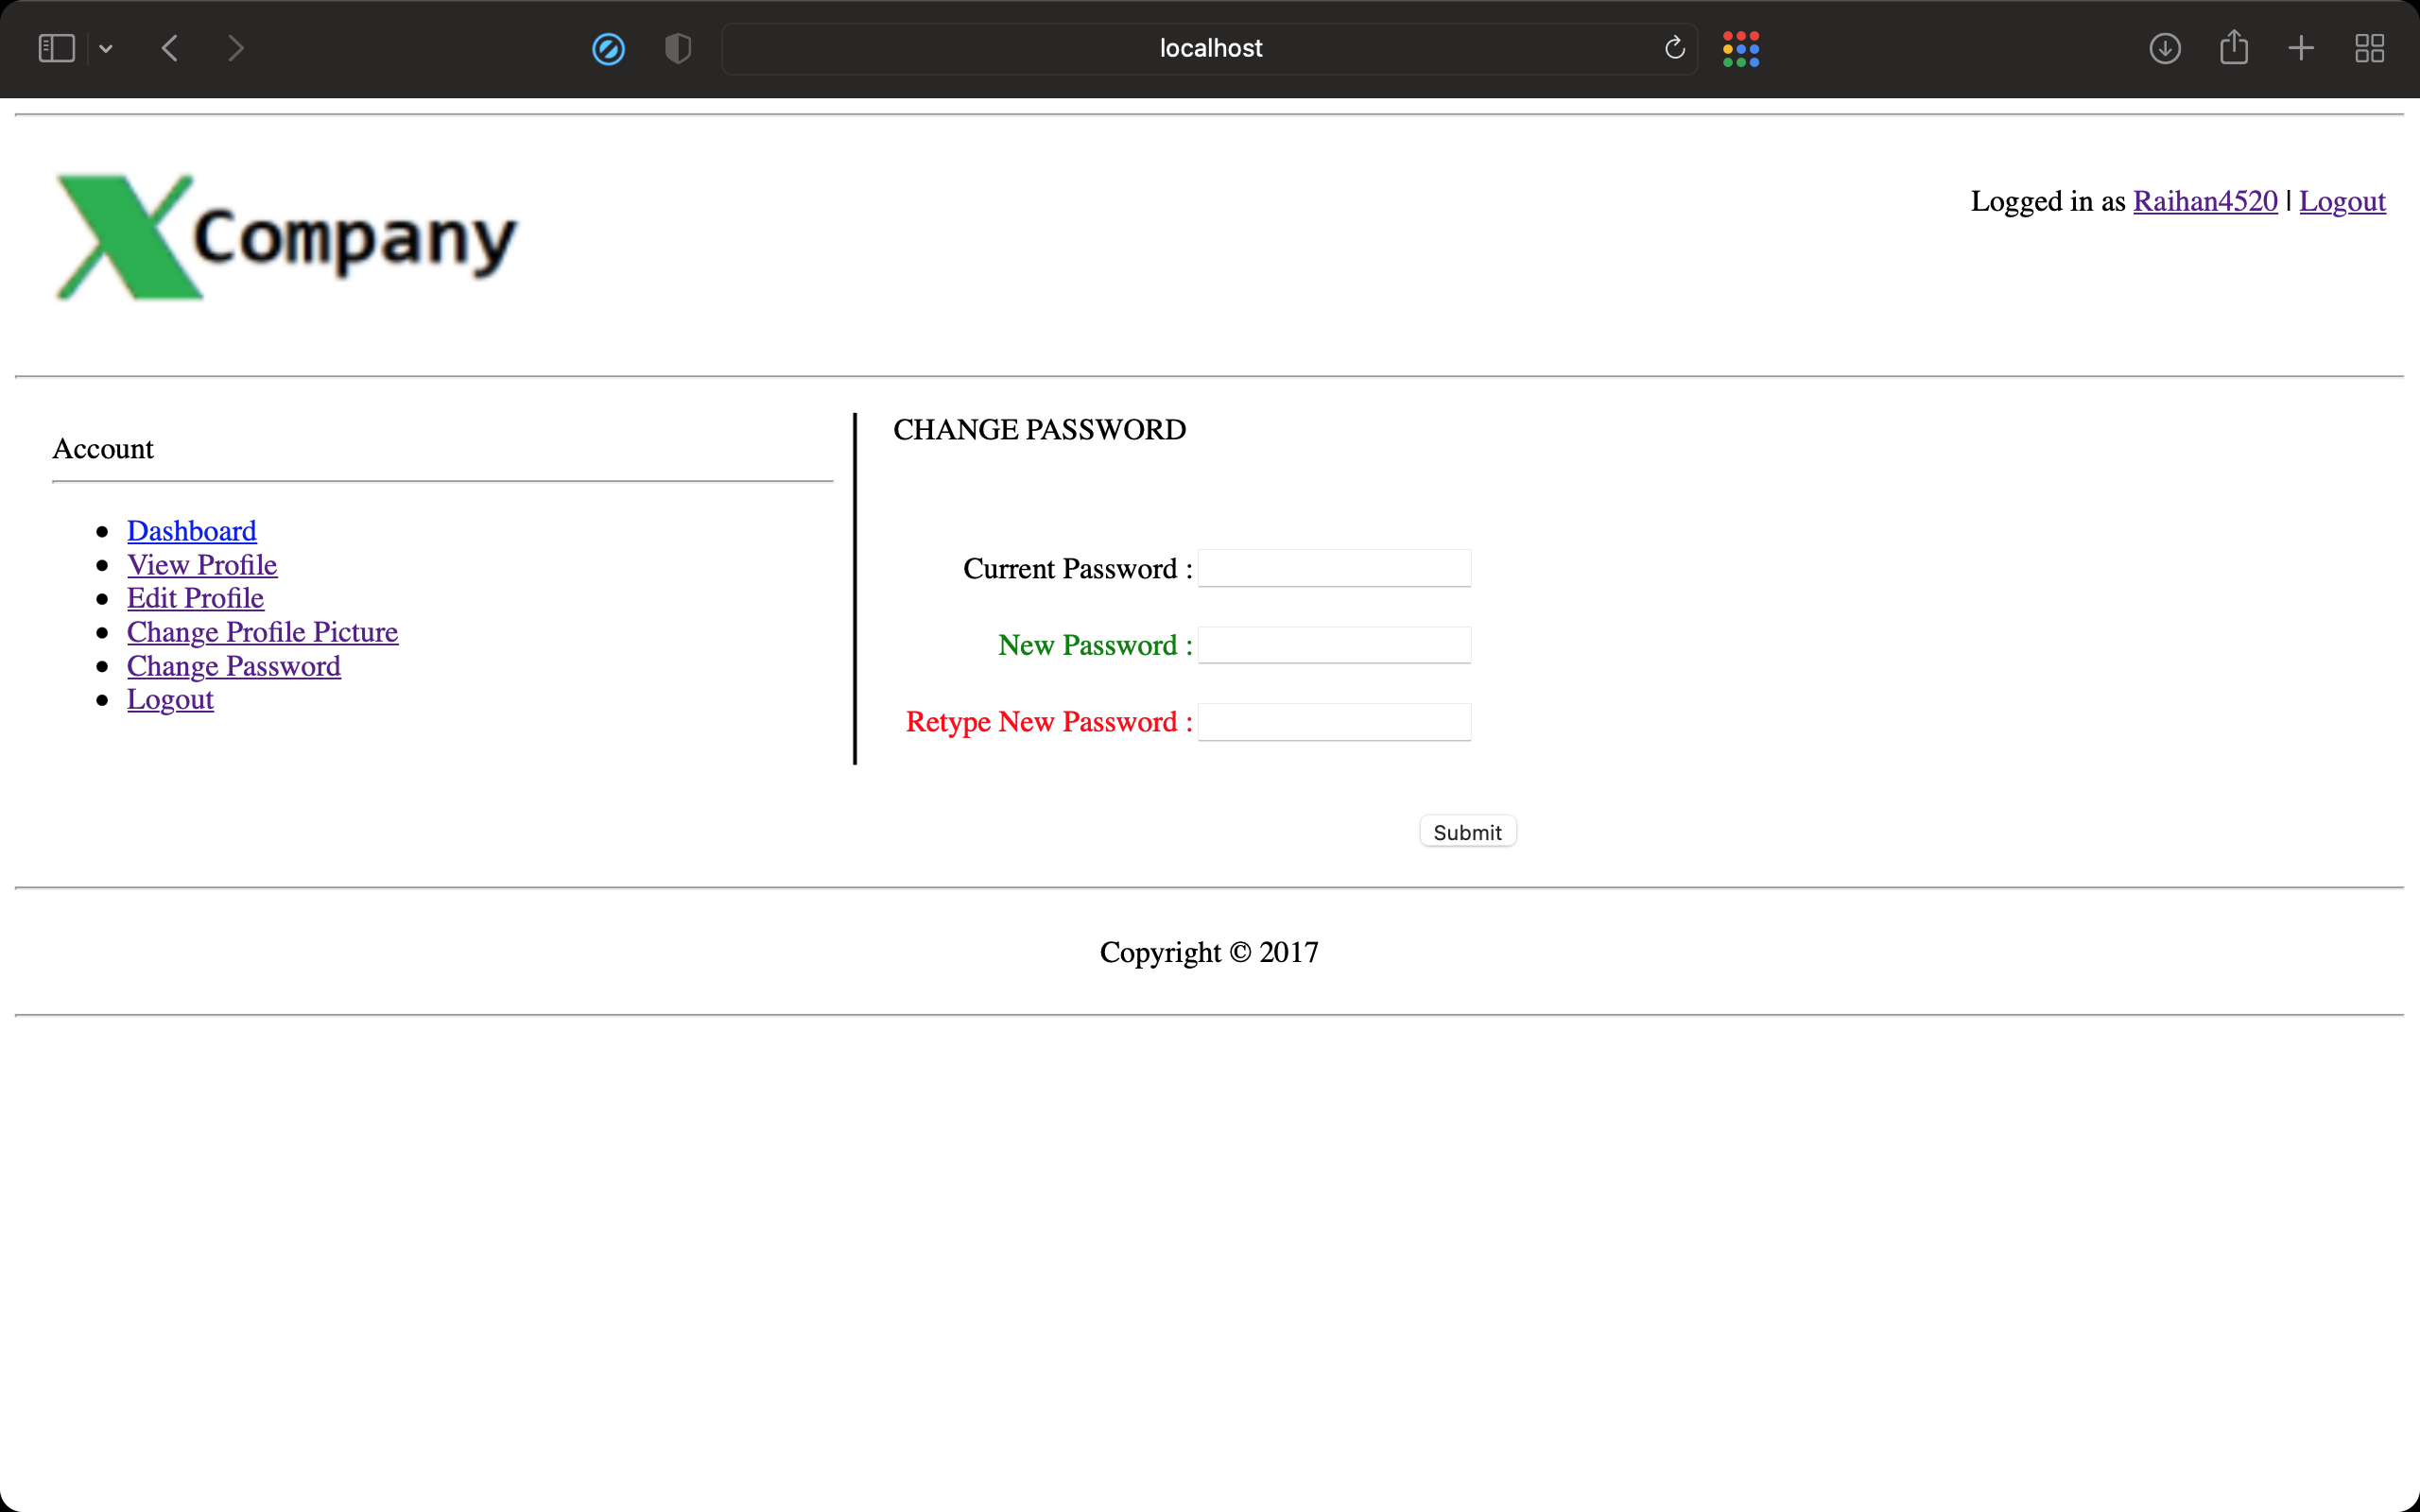 localhost
X Company
Logged in as Raihan4520 | Logout
Account
Dashboard
View Profile
Edit Profile
Change Profile Picture
Change Password
Logout
CHANGE PASSWORD
Current Password :
New Password :
Retype New Password :
Submit
Copyright © 2017